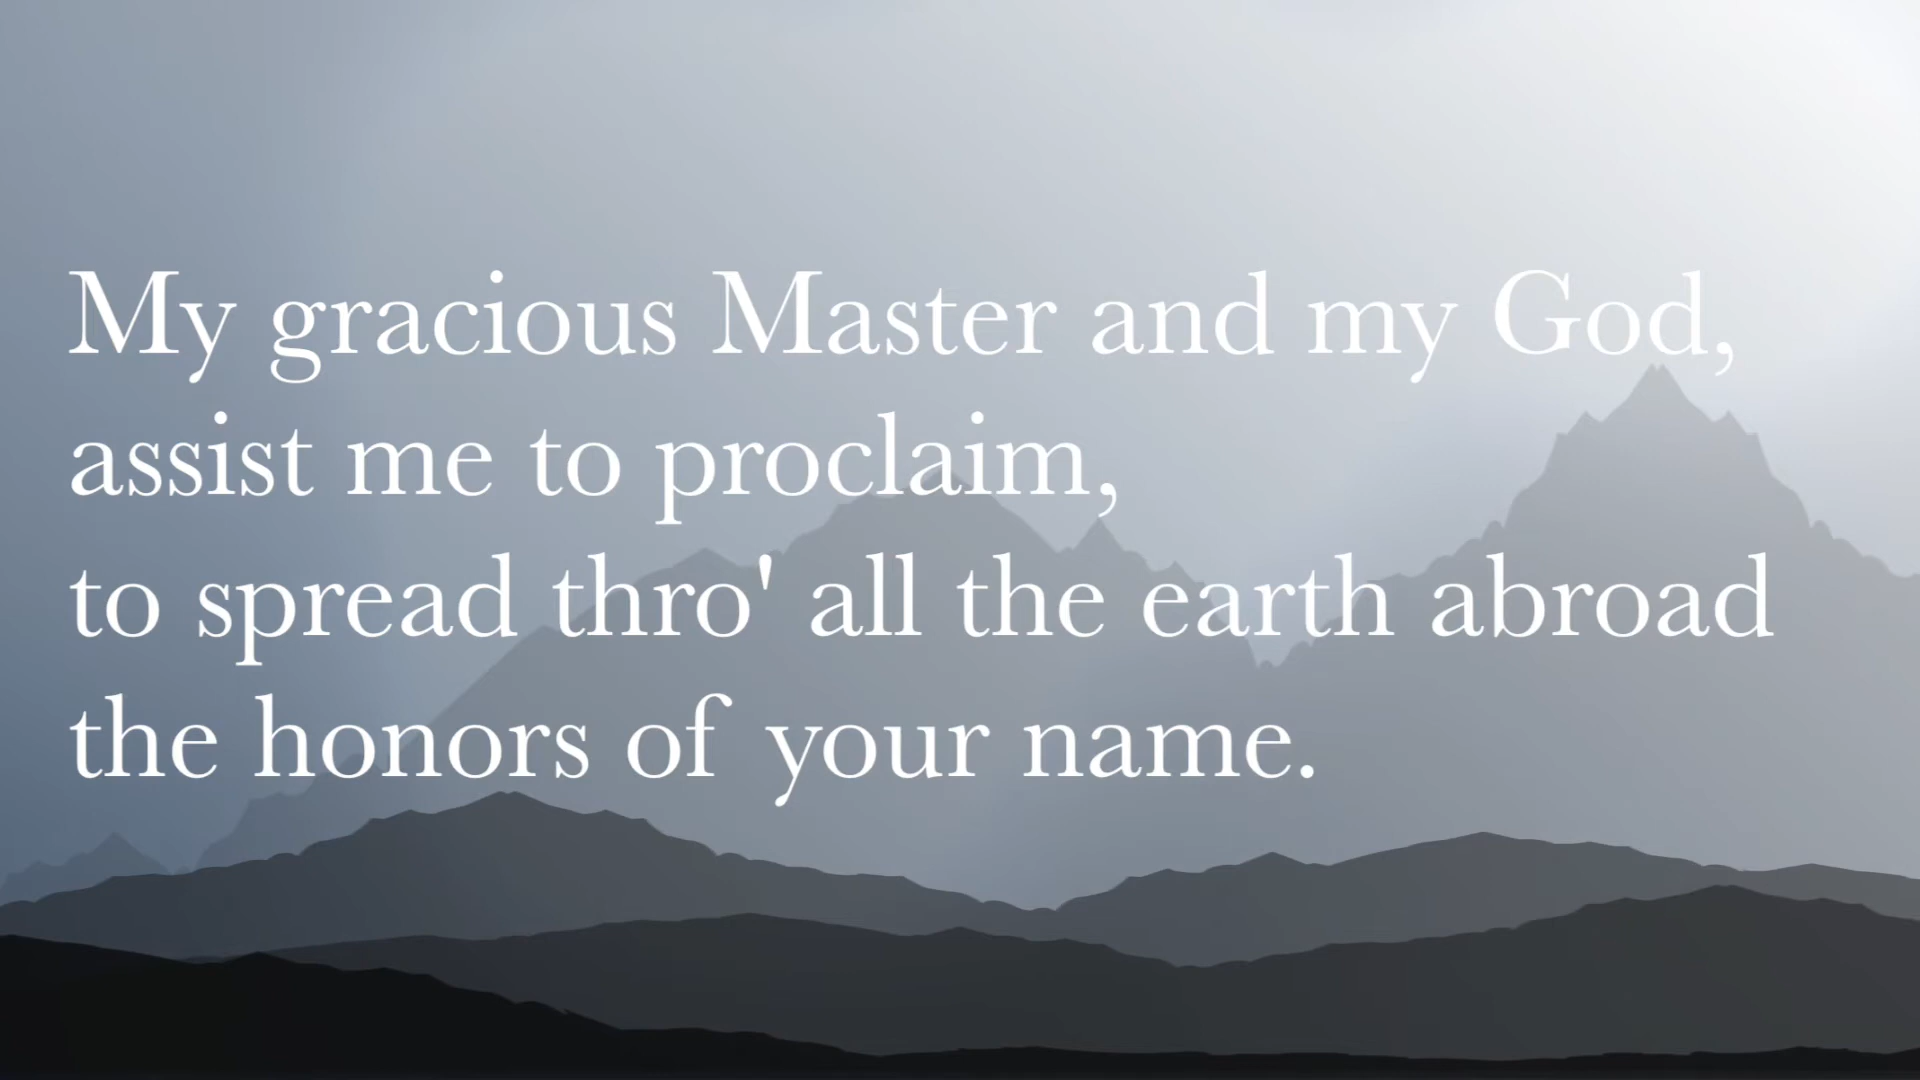 My gracious Master and my God,
assist me to proclaim,
to spread thro' all the earth abroad
the honors of your name.